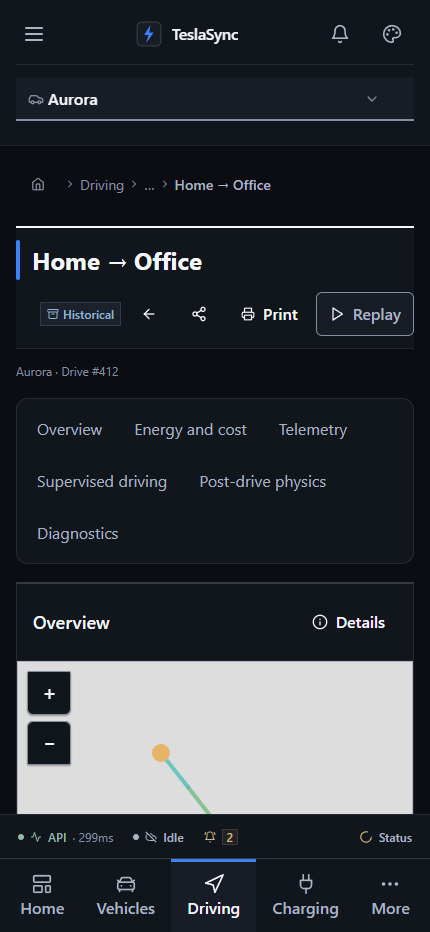 TeslaSync
Aurora
Driving ... Home → Office
Home → Office
Historical Print Replay
Aurora · Drive #412
Overview Energy and cost Telemetry
Supervised driving Post-drive physics
Diagnostics
Overview Details
+
−
API · 299ms Idle 2 Status
Home Vehicles Driving Charging More